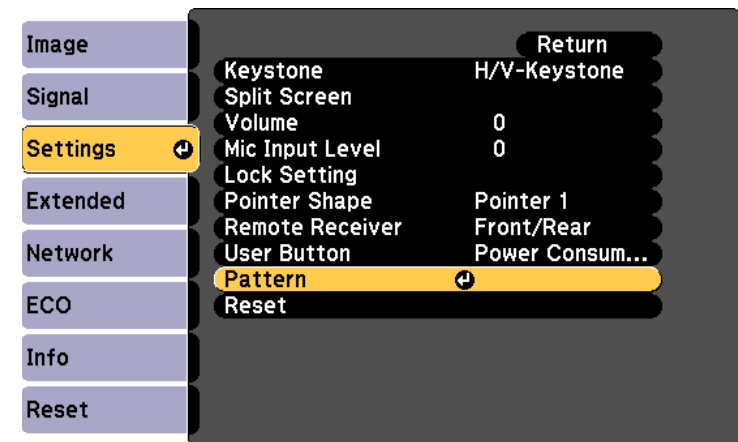 Image
Signal
Settings
Extended
Network
ECO
Info
Reset
Return
Keystone H/V-Keystone
Split Screen
Volume 0
Mic Input Level 0
Lock Setting
Pointer Shape Pointer 1
Remote Receiver Front/Rear
User Button Power Consum...
Pattern
Reset